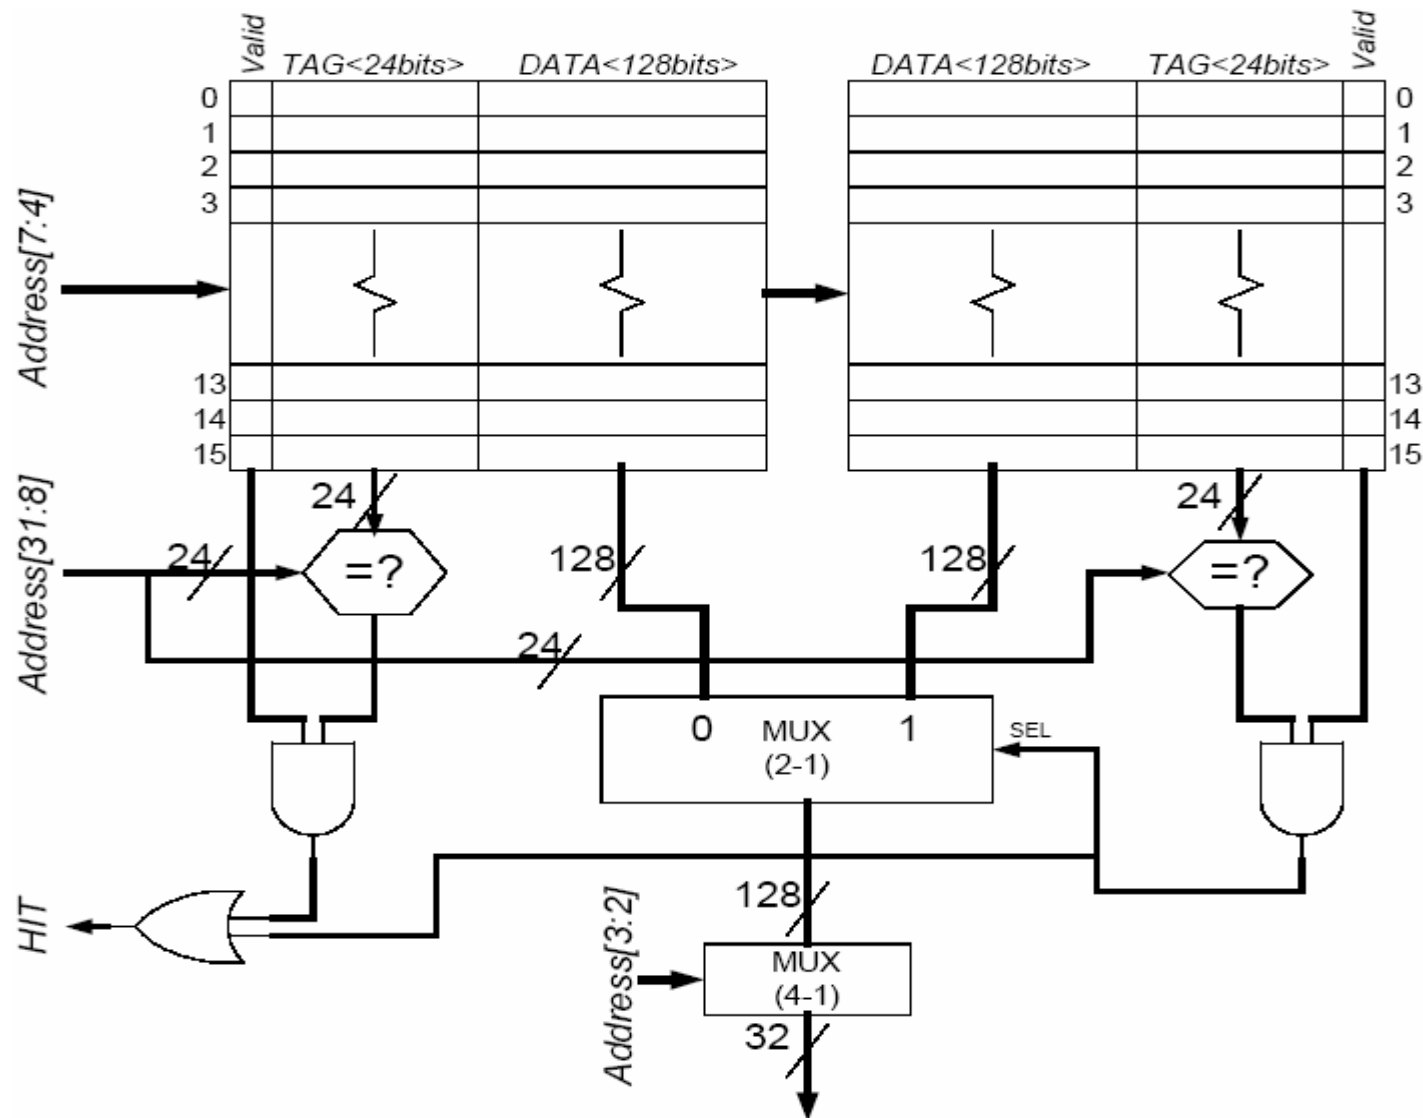 Valid TAG<24bits> DATA<128bits> DATA<128bits> TAG<24bits> Valid
0 0
1 1
2 2
3 3
Address[7:4]
13 13
14 14
15 15
Address[31:8]
24 24
24 =? 128 128 =?
24
0 MUX 1 SEL
(2-1)
HIT
128
Address[3:2]
MUX
(4-1)
32